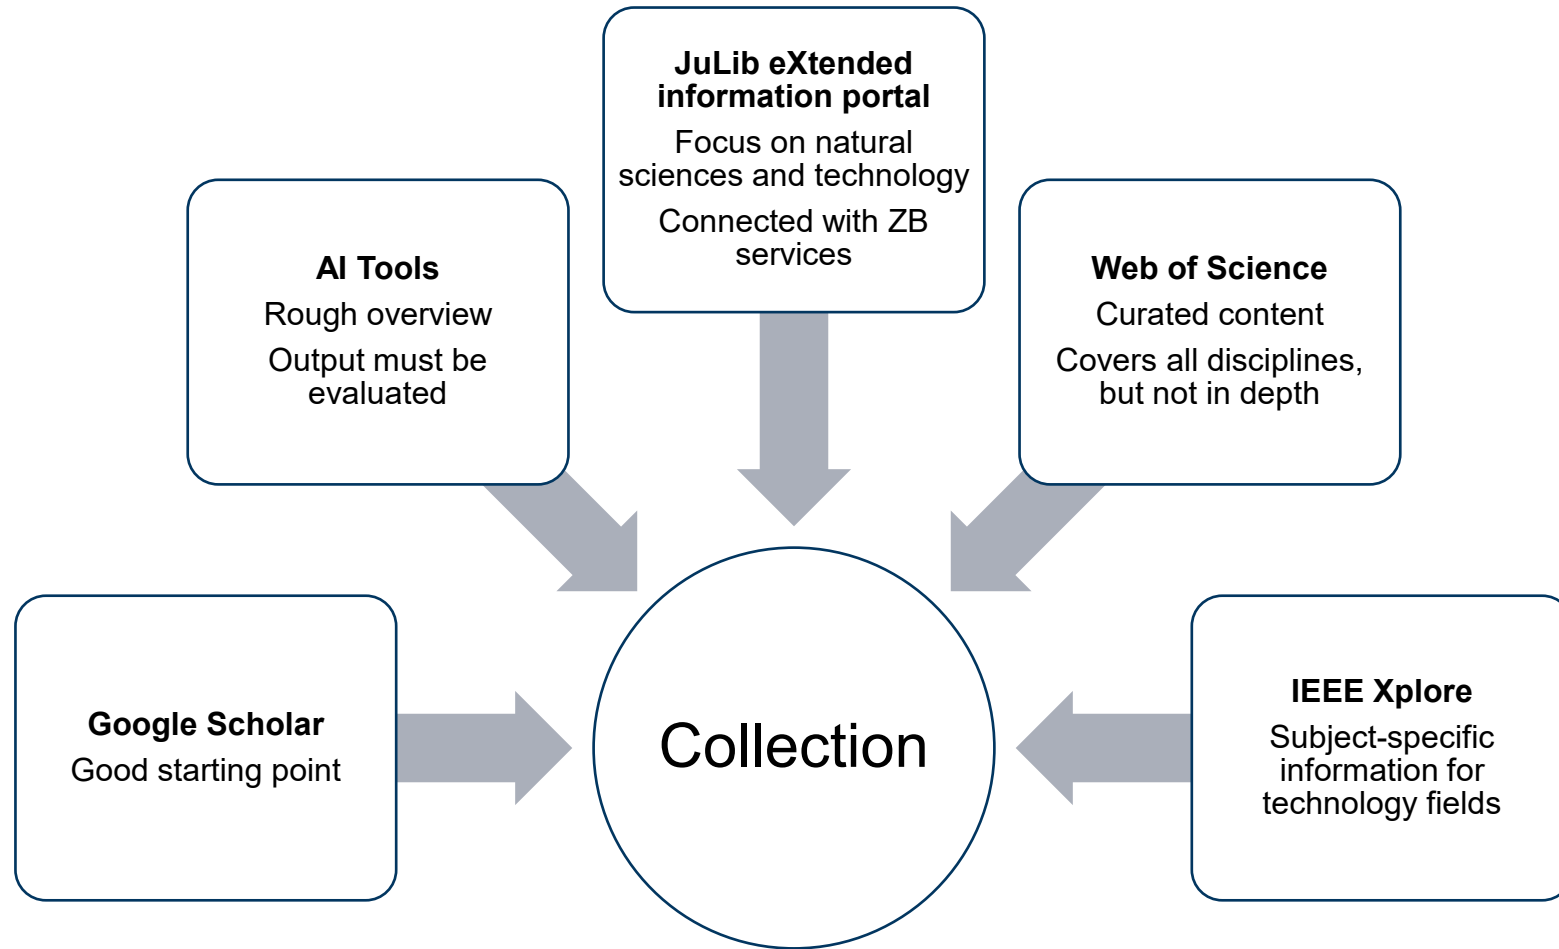 JuLib eXtended
information portal
Focus on natural
sciences and technology
Connected with ZB
services
AI Tools
Rough overview
Output must be
evaluated
Web of Science
Curated content
Covers all disciplines,
but not in depth
Google Scholar
Good starting point
Collection
IEEE Xplore
Subject-specific
information for
technology fields